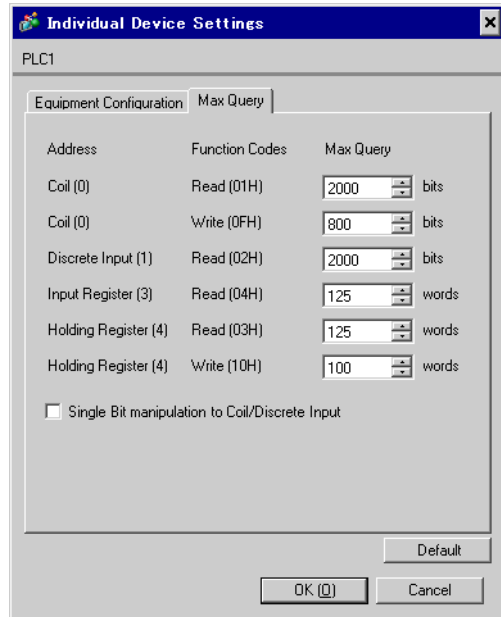 Individual Device Settings
PLC1
Equipment Configuration Max Query
Address Function Codes Max Query
Coil (0) Read (01H) 2000 bits
Coil (0) Write (0FH) 800 bits
Discrete Input (1) Read (02H) 2000 bits
Input Register (3) Read (04H) 125 words
Holding Register (4) Read (03H) 125 words
Holding Register (4) Write (10H) 100 words
Single Bit manipulation to Coil/Discrete Input
Default
OK (O) Cancel